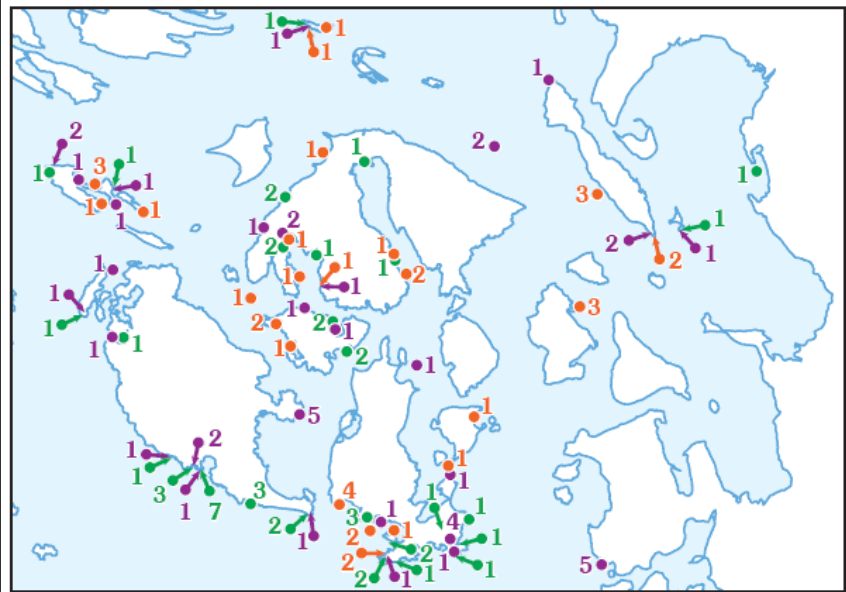 1 1
1 1
1
2 1 1 2
1 1 3 1 1 3 1
1 1 1 2
1 2 1 1 2 1
2 1 1 1 2 1
1 1 1 1 2
1 1 1 3
1 2 2 1
1 1 1 2
1
5 1
1 2 1 1
1 4 1 1
3 7 3 3 1 4 1
1 2 1 2 1 2 1 1
2 2 1 1 1 5